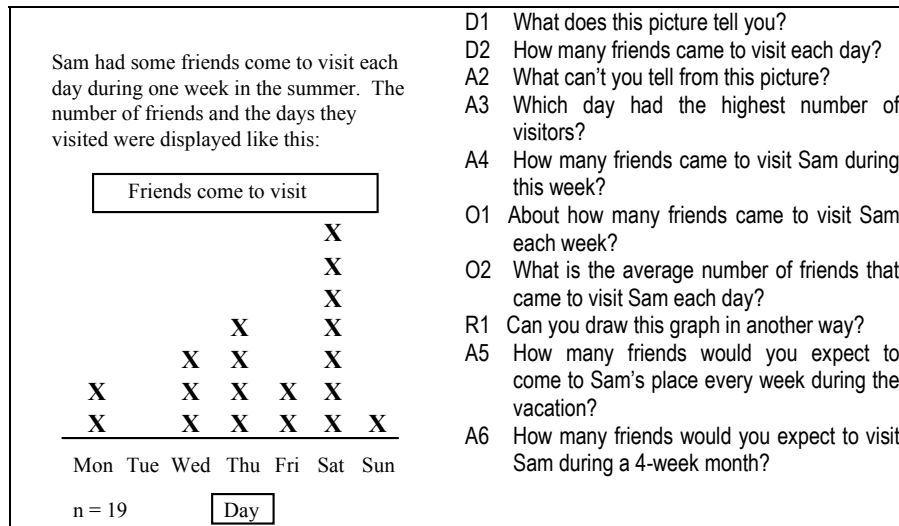 Sam had some friends come to visit each
day during one week in the summer. The
number of friends and the days they
visited were displayed like this:
Friends come to visit
X
X
X
X X
X X X
X X X X X
X X X X X X
Mon Tue Wed Thu Fri Sat Sun
n = 19
Day
D1 What does this picture tell you?
D2 How many friends came to visit each day?
A2 What can't you tell from this picture?
A3 Which day had the highest number of
visitors?
A4 How many friends came to visit Sam during
this week?
O1 About how many friends came to visit Sam
each week?
O2 What is the average number of friends that
came to visit Sam each day?
R1 Can you draw this graph in another way?
A5 How many friends would you expect to
come to Sam's place every week during the
vacation?
A6 How many friends would you expect to visit
Sam during a 4-week month?